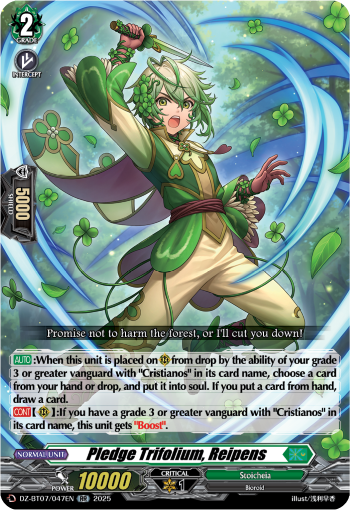 2
GRADE
INTERCEPT
5000
SHIELD
Promise not to harm the forest, or I'll cut you down!
AUTO:When this unit is placed on RC from drop by the ability of your grade
3 or greater vanguard with "Cristianos" in its card name, choose a card
from your hand or drop, and put it into soul. If you put a card from hand,
draw a card.
CONT【RC】:If you have a grade 3 or greater vanguard with "Cristianos" in
its card name, this unit gets "Boost".
NORMAL UNIT
Pledge Trifolium, Reipens
POWER 10000
CRITICAL
1
Stoicheia
Bioroid
DZ-BT07/047EN RR 2025
illust/浅利早香